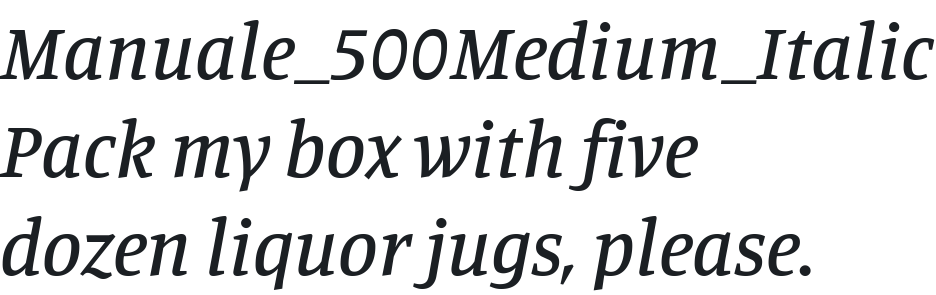 Manuale_500Medium_Italic
Pack my box with five
dozen liquor jugs, please.